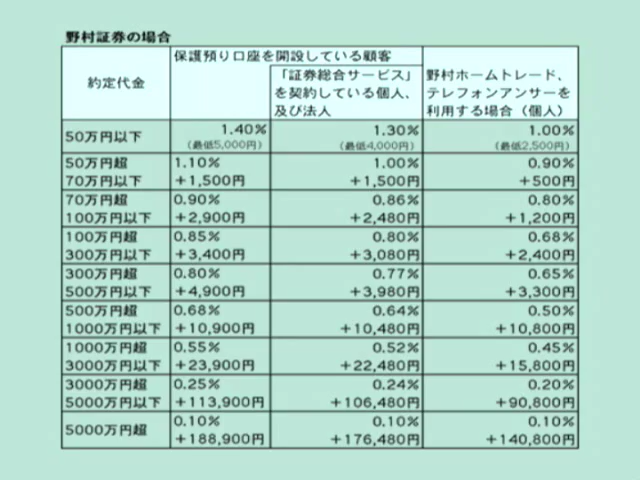 野村証券の場合
保護預り口座を開設している顧客
約定代金
「証券総合サービス」
を契約している個人、
及び法人
野村ホームトレード、
テレフォンアンサーを
利用する場合（個人）
50万円以下
1.40%
（最低5,000円）
1.30%
（最低4,000円）
1.00%
（最低2,500円）
50万円超
70万円以下
1.10%
+1,500円
1.00%
+1,500円
0.90%
+500円
70万円超
100万円以下
0.90%
+2,900円
0.86%
+2,480円
0.80%
+1,200円
100万円超
300万円以下
0.85%
+3,400円
0.80%
+3,080円
0.68%
+2,400円
300万円超
500万円以下
0.80%
+4,900円
0.77%
+3,980円
0.65%
+3,300円
500万円超
1000万円以下
0.68%
+10,900円
0.64%
+10,480円
0.50%
+10,800円
1000万円超
3000万円以下
0.55%
+23,900円
0.52%
+22,480円
0.45%
+15,800円
3000万円超
5000万円以下
0.25%
+113,900円
0.24%
+106,480円
0.20%
+90,800円
5000万円超
0.10%
+188,900円
0.10%
+176,480円
0.10%
+140,800円